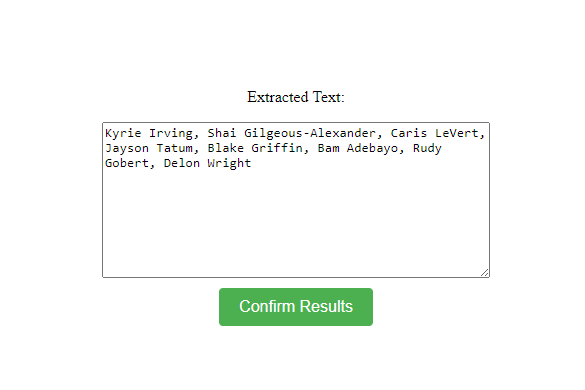 Extracted Text:
Kyrie Irving, Shai Gilgeous-Alexander, Caris LeVert,
Jayson Tatum, Blake Griffin, Bam Adebayo, Rudy
Gobert, Delon Wright
Confirm Results